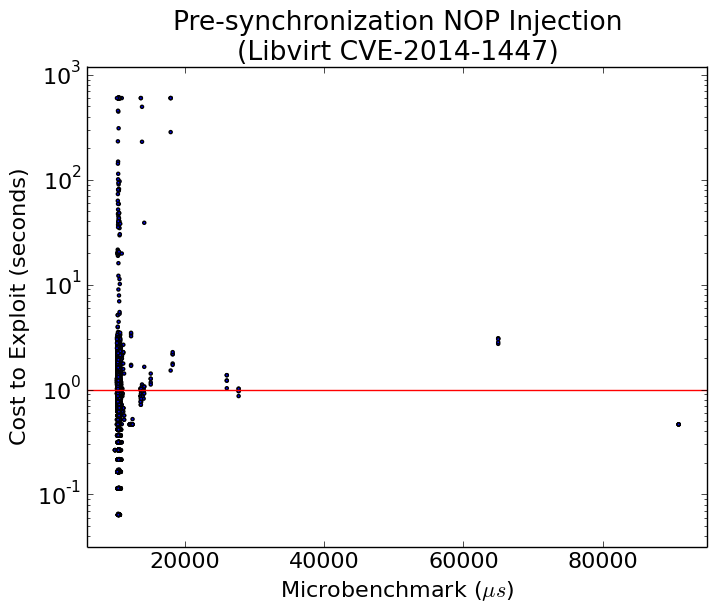 Pre-synchronization NOP Injection
(Libvirt CVE-2014-1447)
10^3
10^2
10^1
10^0
10^-1
Cost to Exploit (seconds)
20000 40000 60000 80000
Microbenchmark (μs)